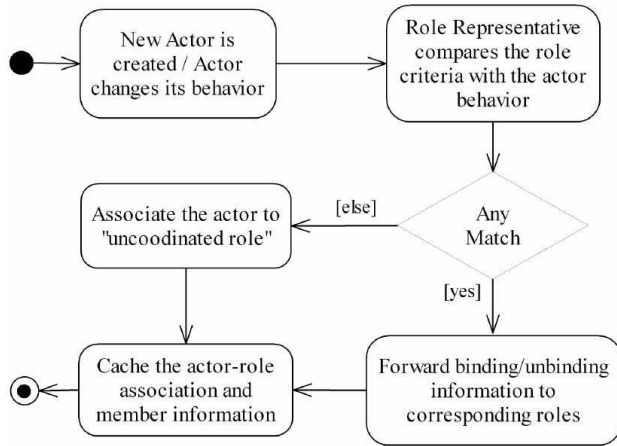 New Actor is
created / Actor
changes its behavior
Role Representative
compares the role
criteria with the actor
behavior
Any
Match
[else]
Associate the actor to
"uncoodinated role"
[yes]
Forward binding/unbinding
information to
corresponding roles
Cache the actor-role
association and
member information